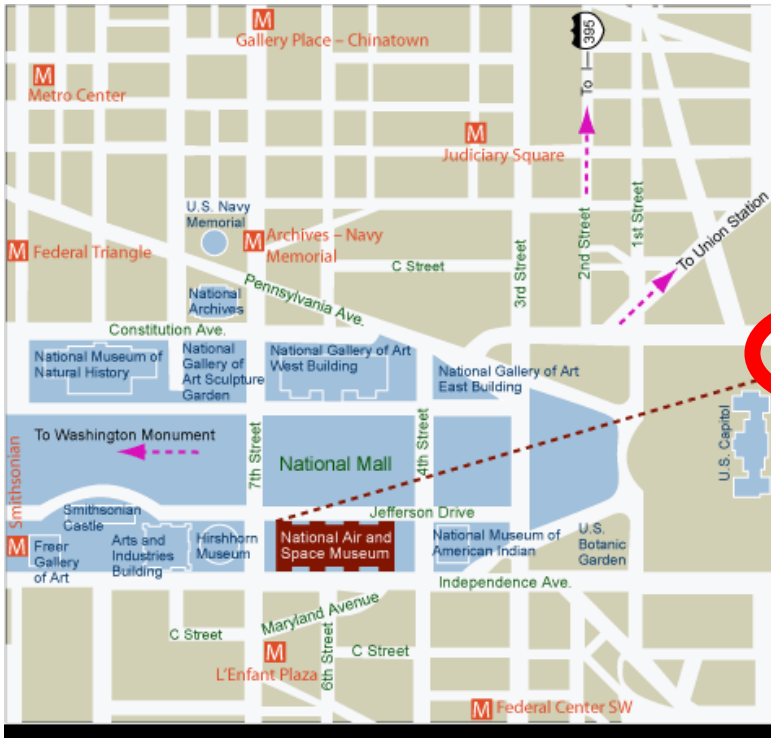 395
To I—
M
Gallery Place – Chinatown
M
Metro Center
M
Judiciary Square
U.S. Navy
Memorial
M
Archives – Navy
Memorial
M
Federal Triangle
C Street
3rd Street
2nd Street
1st Street
To Union Station
National
Archives
Pennsylvania Ave.
Constitution Ave.
National Museum of
Natural History
National
Gallery of
Art Sculpture
Garden
National Gallery of Art
West Building
National Gallery of Art
East Building
To Washington Monument
7th Street
National Mall
4th Street
U.S. Capitol
Smithsonian
M
Smithsonian
Castle
Jefferson Drive
Freer
Gallery
of Art
Arts and
Industries
Building
Hirshhorn
Museum
National Air and
Space Museum
National Museum of
American Indian
U.S.
Botanic
Garden
Independence Ave.
Maryland Avenue
C Street
6th Street
C Street
M
L'Enfant Plaza
M
Federal Center SW